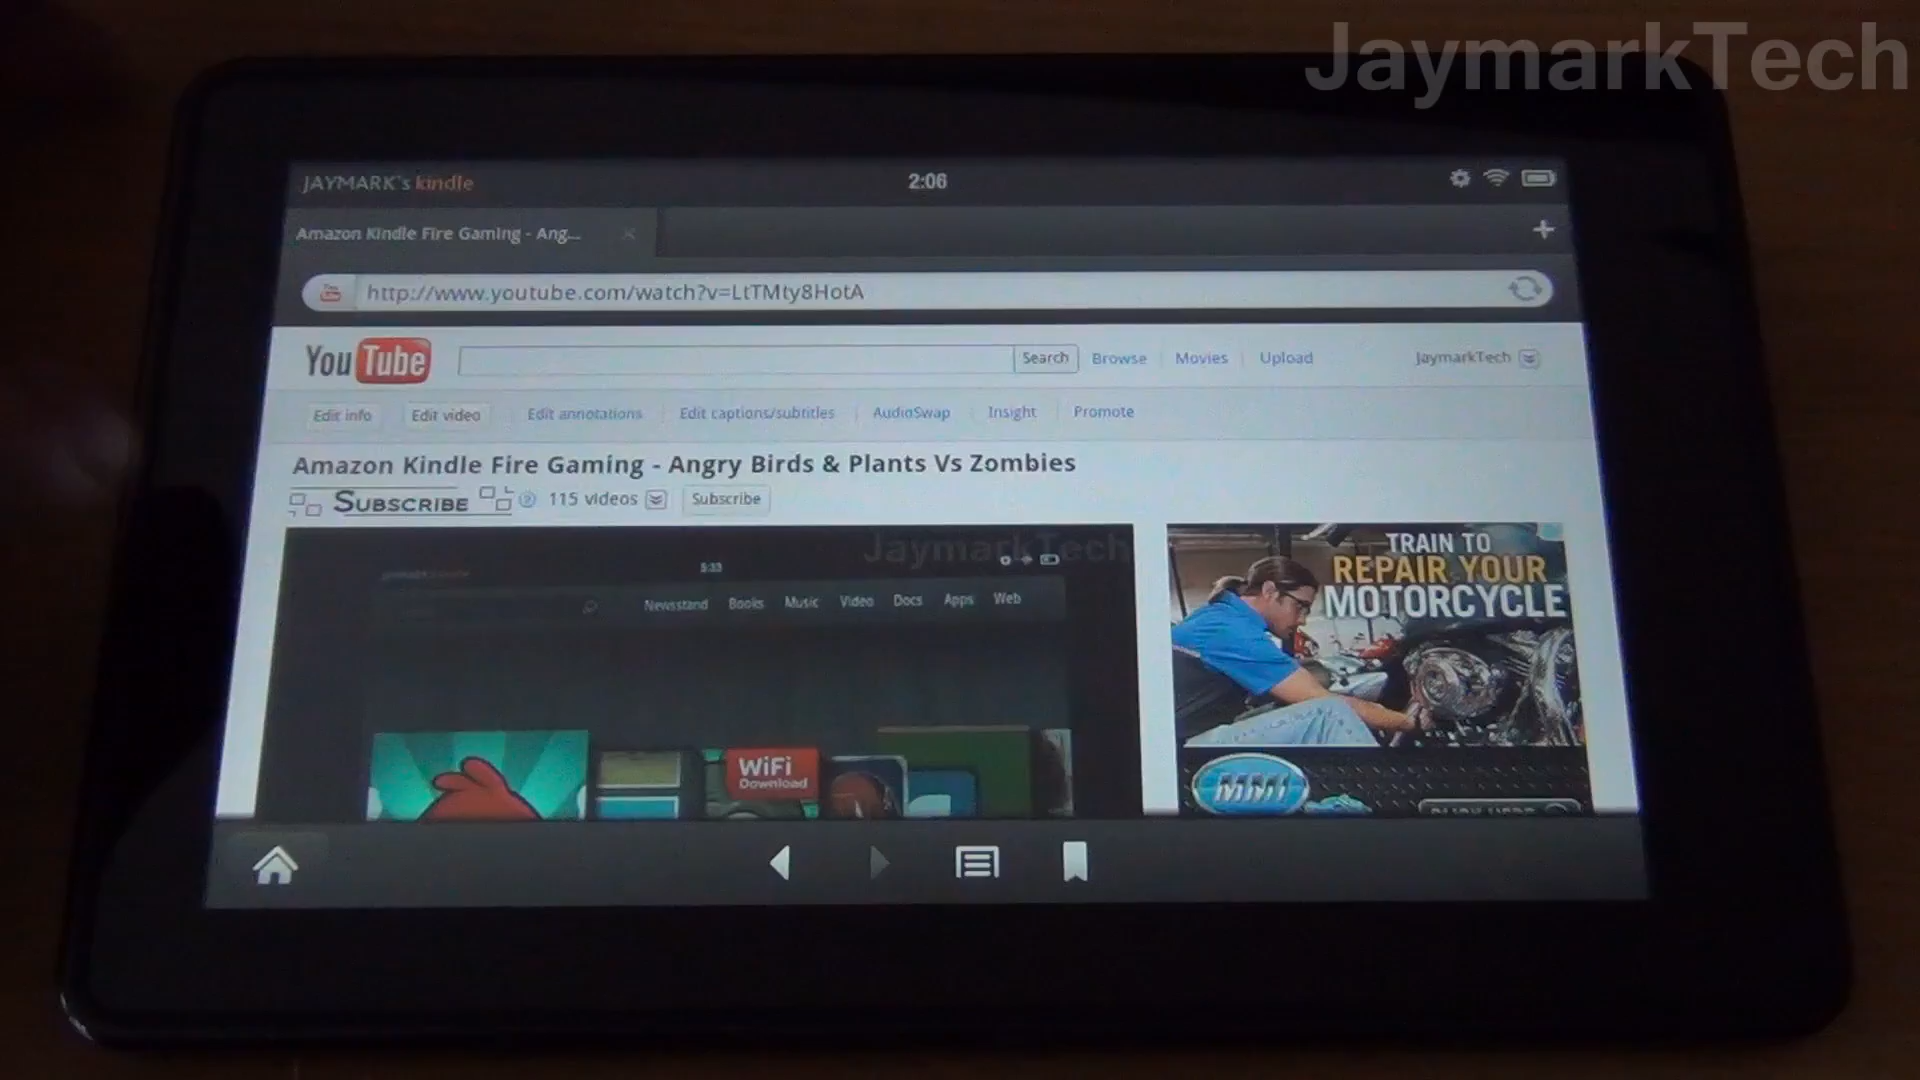 JaymarkTech
JAYMARK's kindle 2:06
Amazon Kindle Fire Gaming - Ang...
http://www.youtube.com/watch?v=LtTMty8HotA
YouTube Search Browse Movies Upload JaymarkTech
Edit info Edit video Edit annotations Edit captions/subtitles AudioSwap Insight Promote
Amazon Kindle Fire Gaming - Angry Birds & Plants Vs Zombies
SUBSCRIBE 115 videos Subscribe
JaymarkTech
5:33
Newsstand Books Music Video Docs Apps Web
WiFi
Download
TRAIN TO
REPAIR YOUR
MOTORCYCLE
MMI